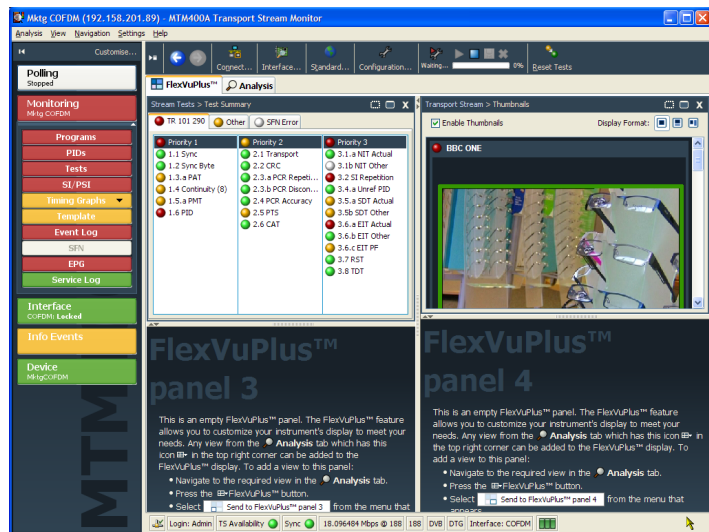 Mktg COFDM (192.158.201.89) - MTM400A Transport Stream Monitor
Analysis View Navigation Settings Help
Customise...
Polling
Stopped
Monitoring
Mktg COFDM
Programs
PIDs
Tests
SI/PSI
Timing Graphs
Template
Event Log
SFN
EPG
Service Log
Interface
COFDM: Locked
Info Events
Device
MktgCOFDM
MTM
Connect... Interface... Standard... Configuration... Waiting... 0% Reset Tests
FlexVuPlus™ Analysis
Stream Tests > Test Summary
TR 101 290 Other SFN Error
Priority 1
1.1 Sync
1.2 Sync Byte
1.3.a PAT
1.4 Continuity (8)
1.5.a PMT
1.6 PID
Priority 2
2.1 Transport
2.2 CRC
2.3.a PCR Repeti...
2.3.b PCR Discon...
2.4 PCR Accuracy
2.5 PTS
2.6 CAT
Priority 3
3.1.a NIT Actual
3.1.b NIT Other
3.2 SI Repetition
3.4.a Unref PID
3.5.a SDT Actual
3.5b SDT Other
3.6.a EIT Actual
3.6.b EIT Other
3.6.c EIT PF
3.7 RST
3.8 TDT
Transport Stream > Thumbnails
Enable Thumbnails Display Format:
BBC ONE
FlexVuPlus™
panel 3
This is an empty FlexVuPlus™ panel. The FlexVuPlus™ feature
allows you to customize your instrument's display to meet your
needs. Any view from the Analysis tab which has this
icon in the top right corner can be added to the
FlexVuPlus™ display. To add a view to this panel:
• Navigate to the required view in the Analysis tab.
• Press the FlexVuPlus™ button.
• Select Send to FlexVuPlus™ panel 3 from the menu that
FlexVuPlus™
panel 4
This is an empty FlexVuPlus™ panel. The FlexVuPlus™ feature
allows you to customize your instrument's display to meet your
needs. Any view from the Analysis tab which has this icon
in the top right corner can be added to the FlexVuPlus™ display. To
add a view to this panel:
• Navigate to the required view in the Analysis tab.
• Press the FlexVuPlus™ button.
• Select Send to FlexVuPlus™ panel 4 from the menu that
appears.
Login: Admin TS Availability Sync 18.096484 Mbps @ 188 188 DVB DTG Interface: COFDM